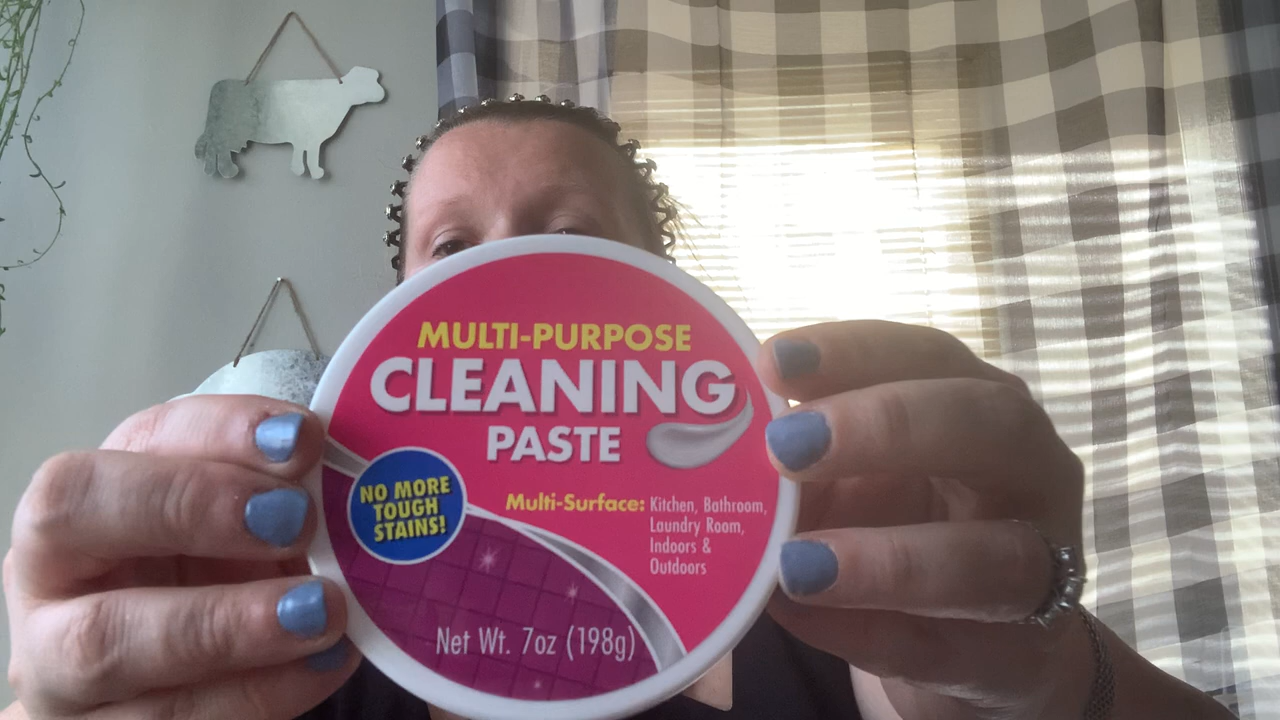 MULTI-PURPOSE
CLEANING
PASTE
NO MORE
TOUGH
STAINS!
Multi-Surface: Kitchen, Bathroom,
Laundry Room,
Indoors &
Outdoors
Net Wt. 7oz (198g)